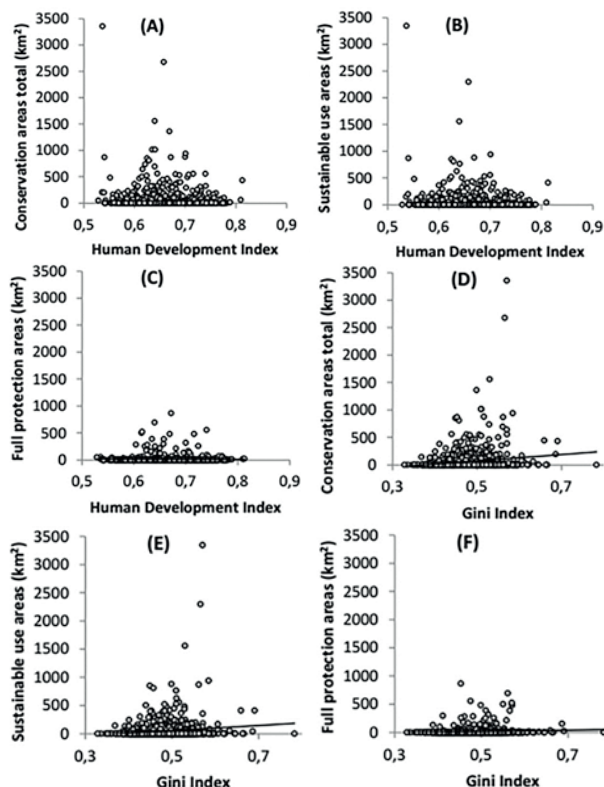 (A)
Conservation areas total (km²)
3500
3000
2500
2000
1500
1000
500
0
0,5 0,6 0,7 0,8 0,9
Human Development Index
(B)
Sustainable use areas (km²)
3500
3000
2500
2000
1500
1000
500
0
0,5 0,6 0,7 0,8 0,9
Human Development Index
(C)
Full protection areas (km²)
3500
3000
2500
2000
1500
1000
500
0
0,5 0,6 0,7 0,8 0,9
Human Development Index
(D)
Conservation areas total (km²)
3500
3000
2500
2000
1500
1000
500
0
0,3 0,5 0,7
Gini Index
(E)
Sustainable use areas (km²)
3500
3000
2500
2000
1500
1000
500
0
0,3 0,5 0,7
Gini Index
(F)
Full protection areas (km²)
3500
3000
2500
2000
1500
1000
500
0
0,3 0,5 0,7
Gini Index